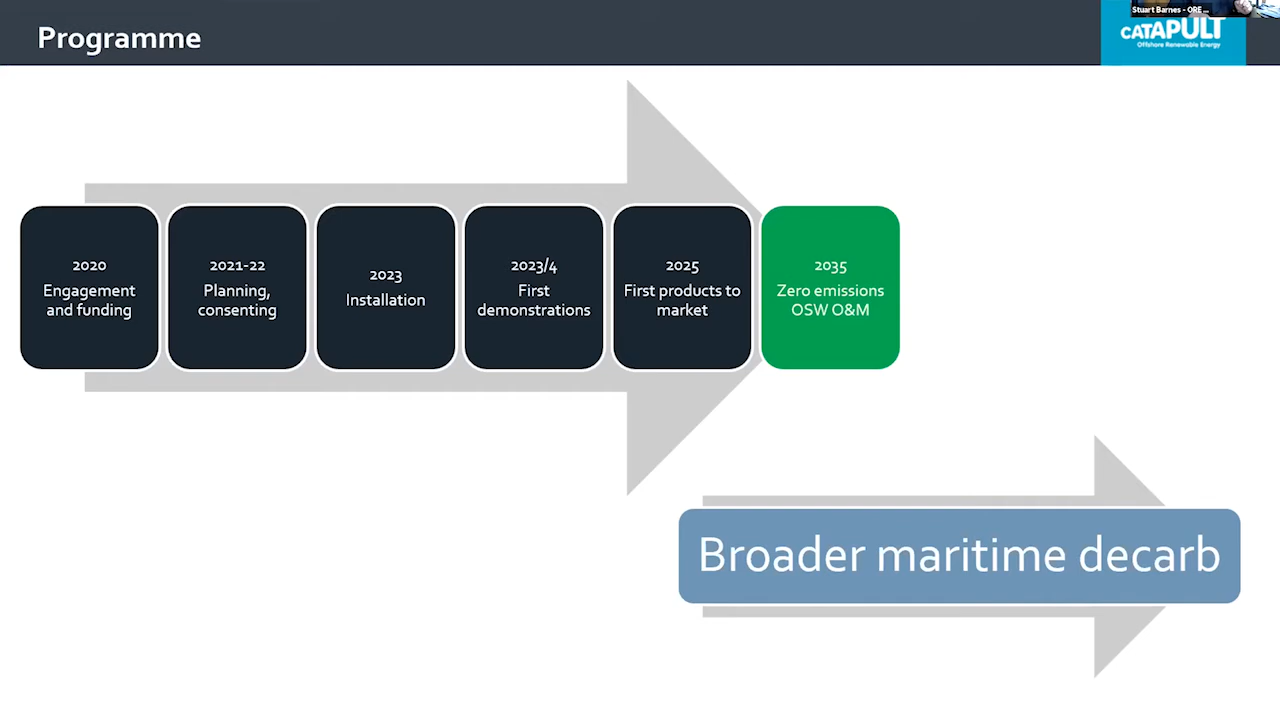 Programme
Stuart Barnes - ORE ...
CATAPULT
Offshore Renewable Energy
2020
Engagement
and funding
2021-22
Planning,
consenting
2023
Installation
2023/4
First
demonstrations
2025
First products to
market
2035
Zero emissions
OSW O&M
Broader maritime decarb